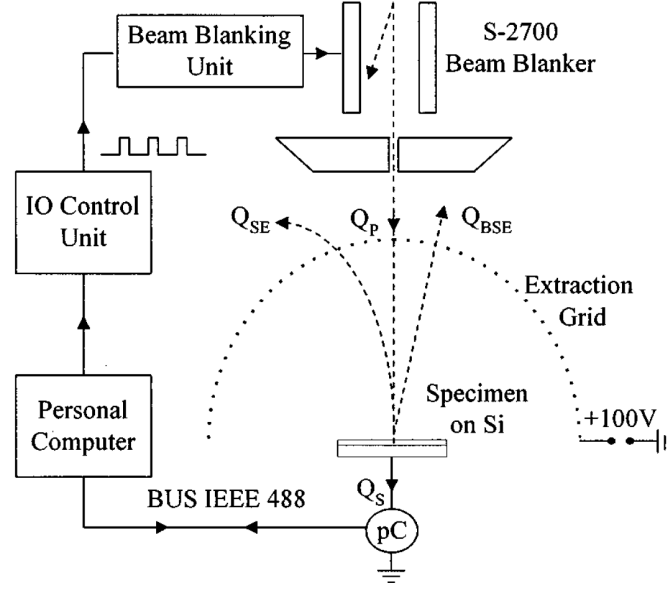 Beam Blanking
Unit
S-2700
Beam Blanker
IO Control
Unit
Q_SE
Q_P
Q_BSE
Extraction
Grid
Personal
Computer
Specimen
on Si
+100V
Q_S
BUS IEEE 488
pC